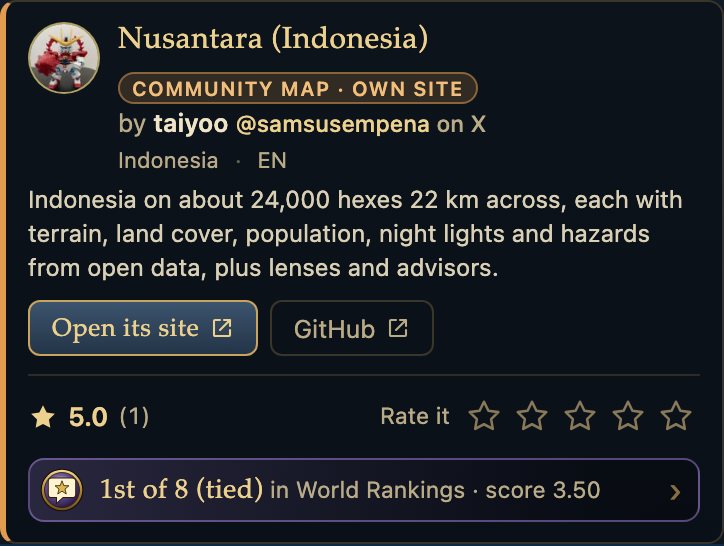 Nusantara (Indonesia)
COMMUNITY MAP · OWN SITE
by taiyoo @samsusempena on X
Indonesia · EN
Indonesia on about 24,000 hexes 22 km across, each with
terrain, land cover, population, night lights and hazards
from open data, plus lenses and advisors.
Open its site
GitHub
5.0 (1)
Rate it
1st of 8 (tied) in World Rankings · score 3.50